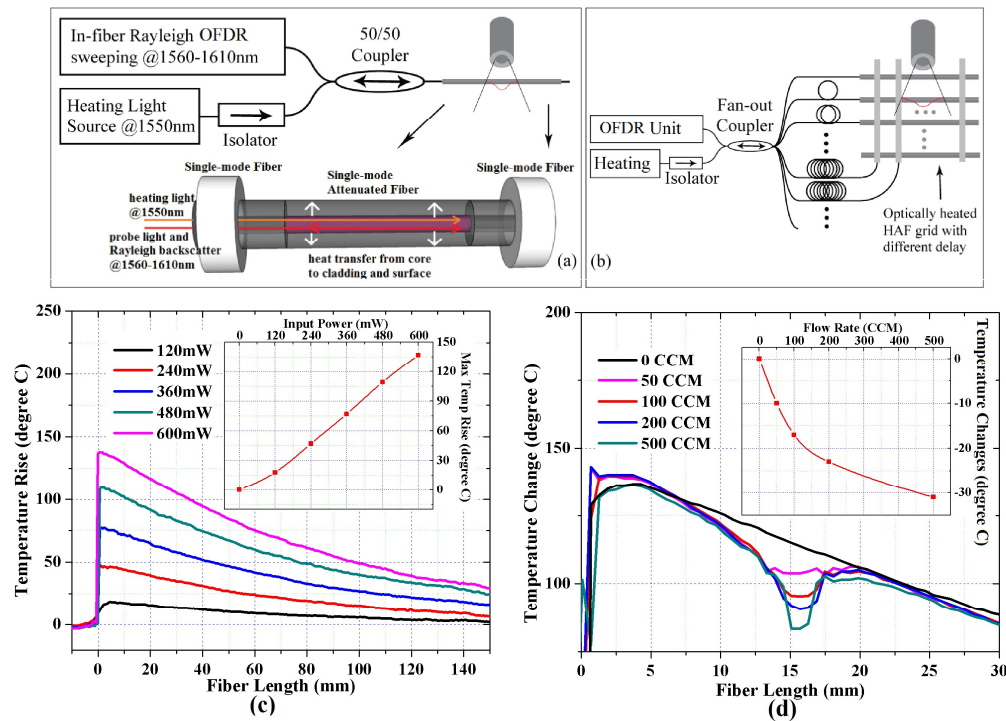 In-fiber Rayleigh OFDR
sweeping @1560-1610nm
50/50
Coupler
Heating Light
Source @1550nm
Isolator
Single-mode Fiber
Single-mode
Attenuated Fiber
Single-mode Fiber
heating light
@1550nm
probe light and
Rayleigh backscatter
@1560-1610nm
heat transfer from core
to cladding and surface
(a)
(b)
OFDR Unit
Heating
Isolator
Fan-out
Coupler
Optically heated
HAF grid with
different delay
250
200
150
100
50
0
Temperature Rise (degree C)
0 20 40 60 80 100 120 140
Fiber Length (mm)
120mW
240mW
360mW
480mW
600mW
Input Power (mW)
0 120 240 360 480 600
150
120
90
60
30
0
Max Temp Rise (degree C)
(c)
200
150
100
Temperature Change (degree C)
0 5 10 15 20 25 30
Fiber Length (mm)
0 CCM
50 CCM
100 CCM
200 CCM
500 CCM
Flow Rate (CCM)
0 100 200 300 400 500
0
-10
-20
-30
Temperature Changes (degree C)
(d)